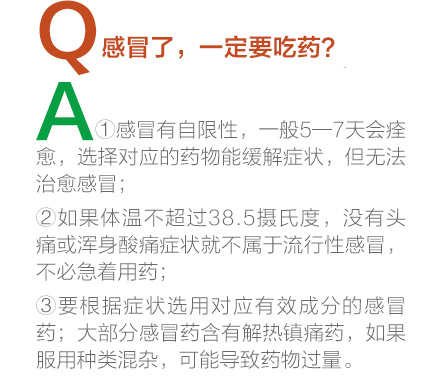 Q感冒了，一定要吃药？
A①感冒有自限性，一般5—7天会痊
愈，选择对应的药物能缓解症状，但无法
治愈感冒；
②如果体温不超过38.5摄氏度，没有头
痛或浑身酸痛症状就不属于流行性感冒，
不必急着用药；
③要根据症状选用对应有效成分的感冒
药；大部分感冒药含有解热镇痛药，如果
服用种类混杂，可能导致药物过量。